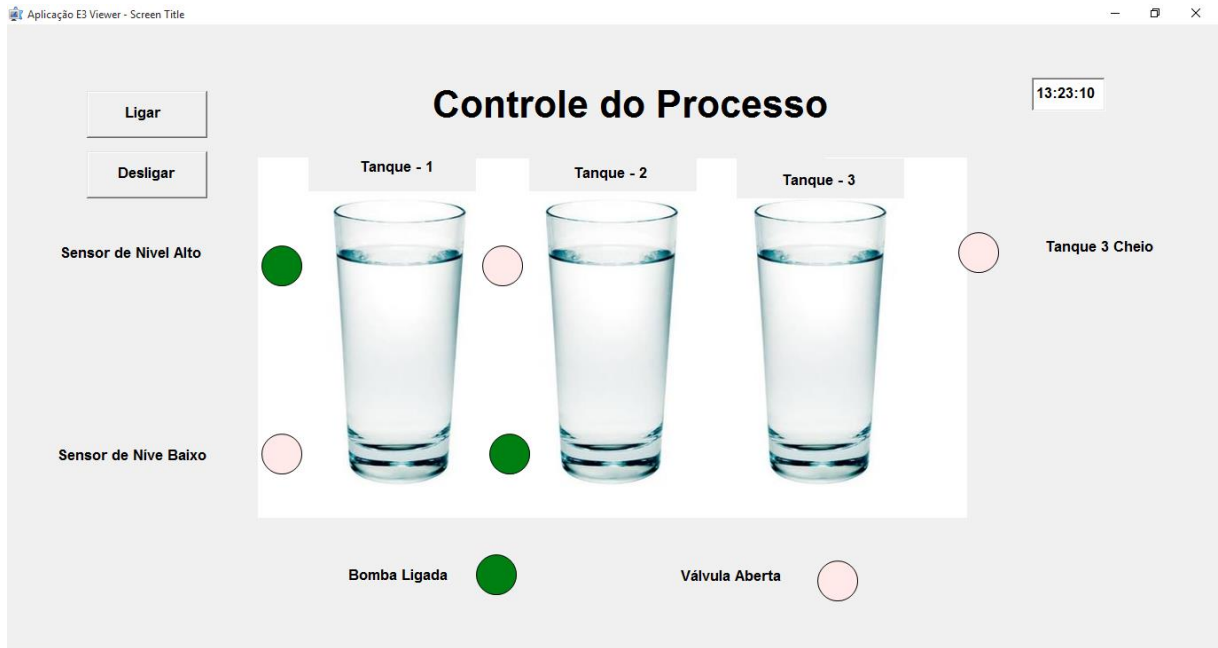 Aplicação E3 Viewer - Screen Title
Controle do Processo
13:23:10
Ligar
Desligar
Tanque - 1
Tanque - 2
Tanque - 3
Sensor de Nivel Alto
Tanque 3 Cheio
Sensor de Nive Baixo
Bomba Ligada
Válvula Aberta